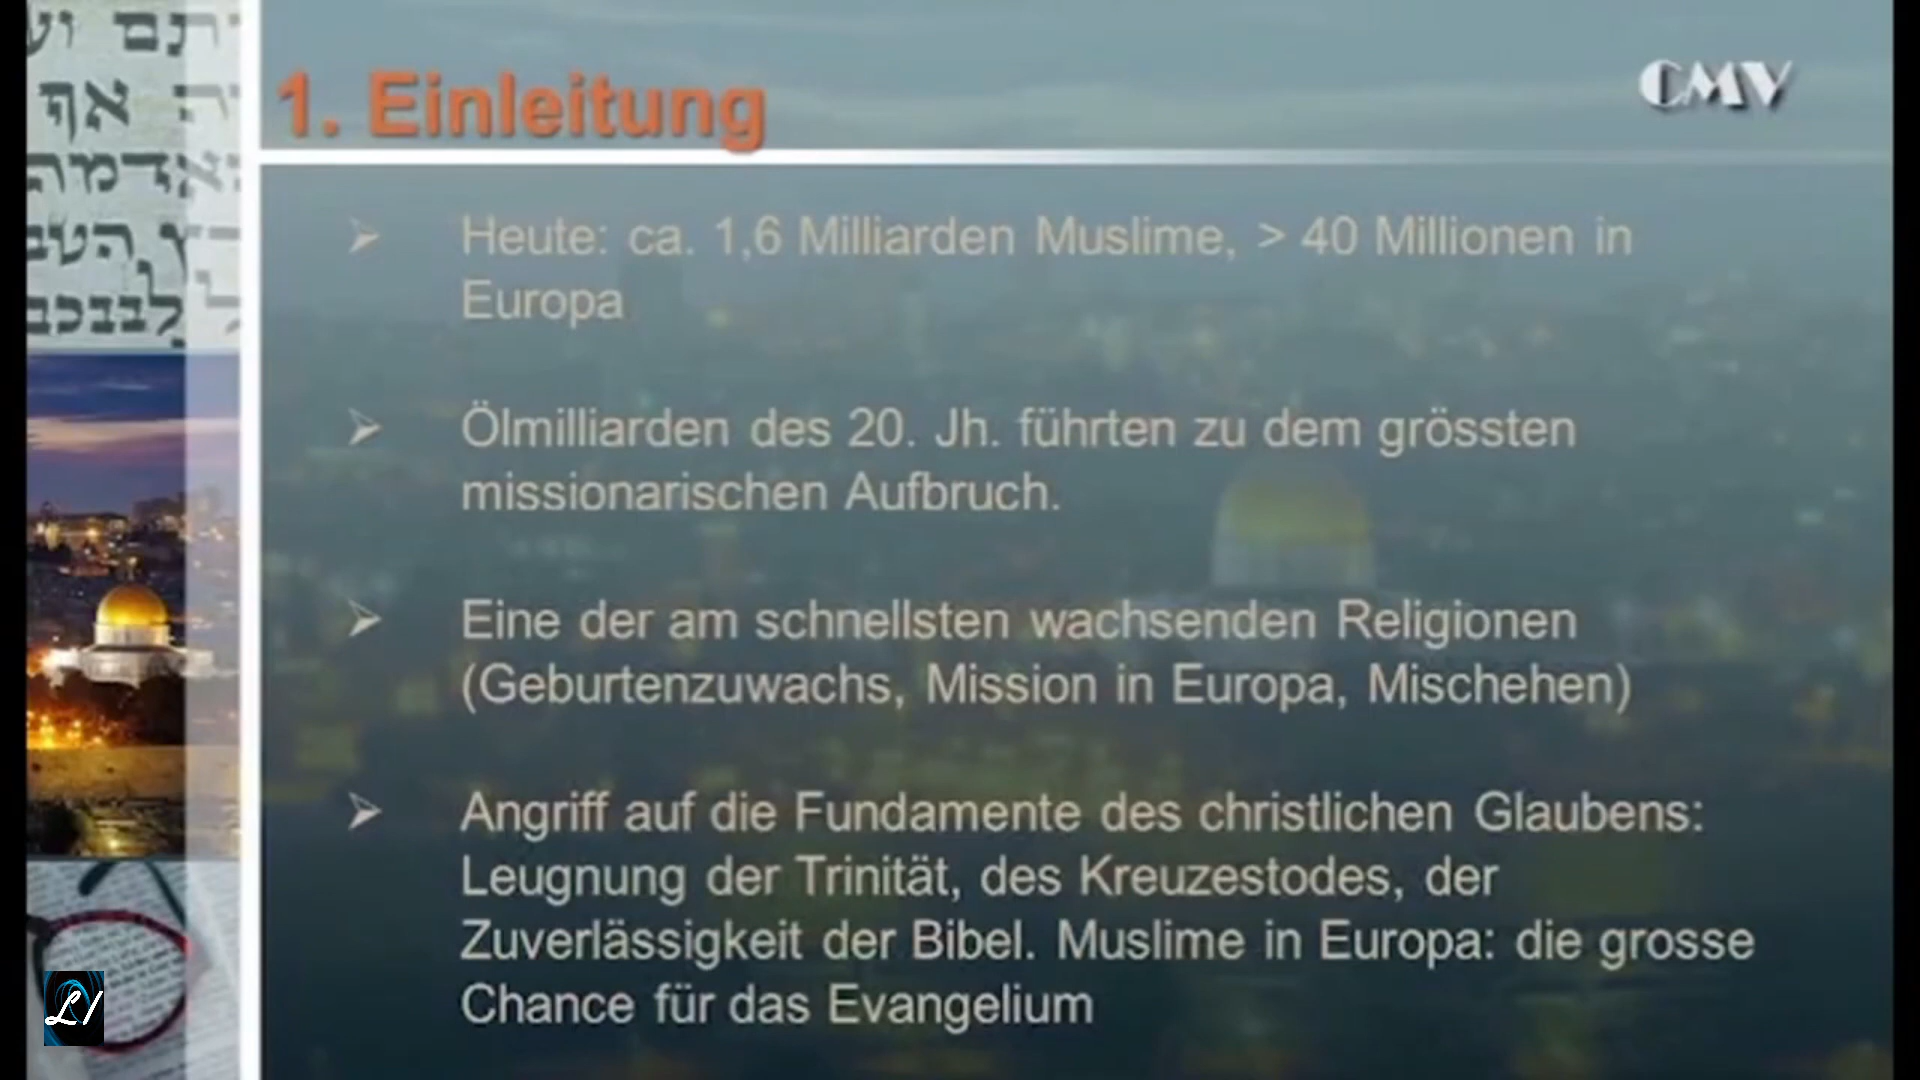 1. Einleitung
CMV
➢ Heute: ca. 1,6 Milliarden Muslime, > 40 Millionen in
Europa
➢ Ölmilliarden des 20. Jh. führten zu dem grössten
missionarischen Aufbruch.
➢ Eine der am schnellsten wachsenden Religionen
(Geburtenzuwachs, Mission in Europa, Mischehen)
➢ Angriff auf die Fundamente des christlichen Glaubens:
Leugnung der Trinität, des Kreuzestodes, der
Zuverlässigkeit der Bibel. Muslime in Europa: die grosse
Chance für das Evangelium
אף